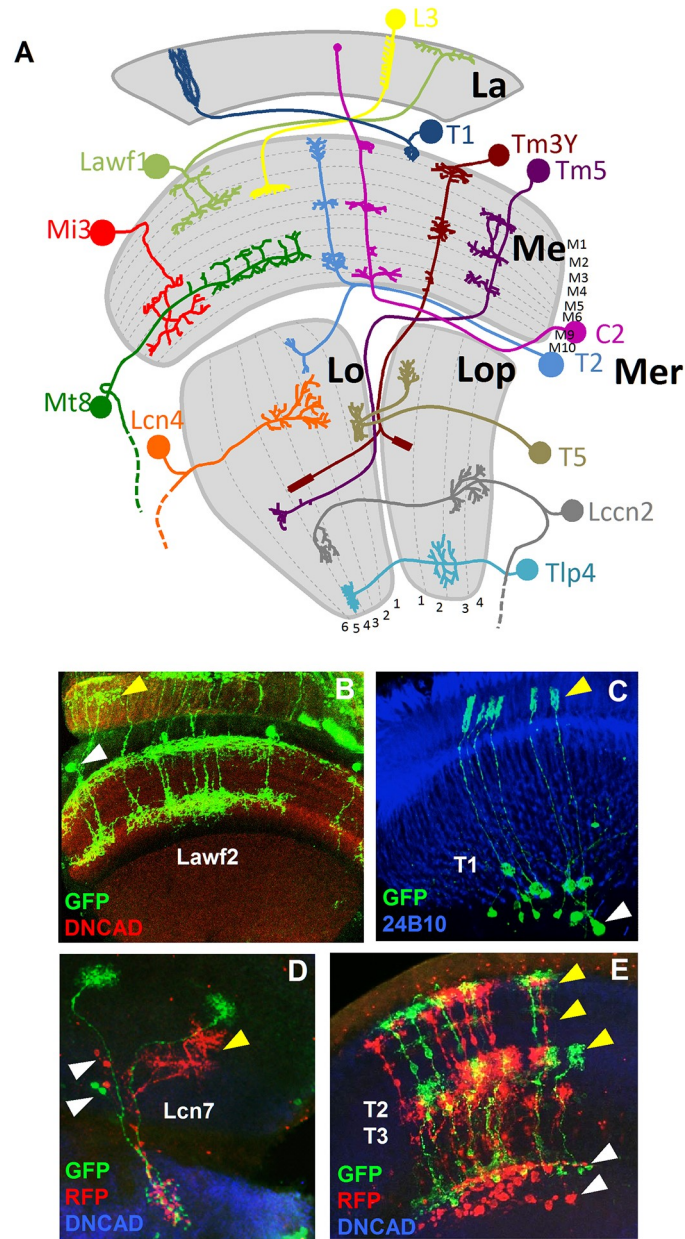 A
L3
La
T1
Tm3Y
Lawf1
Tm5
Mi3
Me
M1
M2
M3
M4
M5
M6
M9
M10
C2
T2
Mer
Lo
Lop
Mt8
Lcn4
T5
Lccn2
Tlp4
6 5 4 3 2 1
1 2 3 4
B
Lawf2
GFP
DNCAD
C
T1
GFP
24B10
D
Lcn7
GFP
RFP
DNCAD
E
T2
T3
GFP
RFP
DNCAD